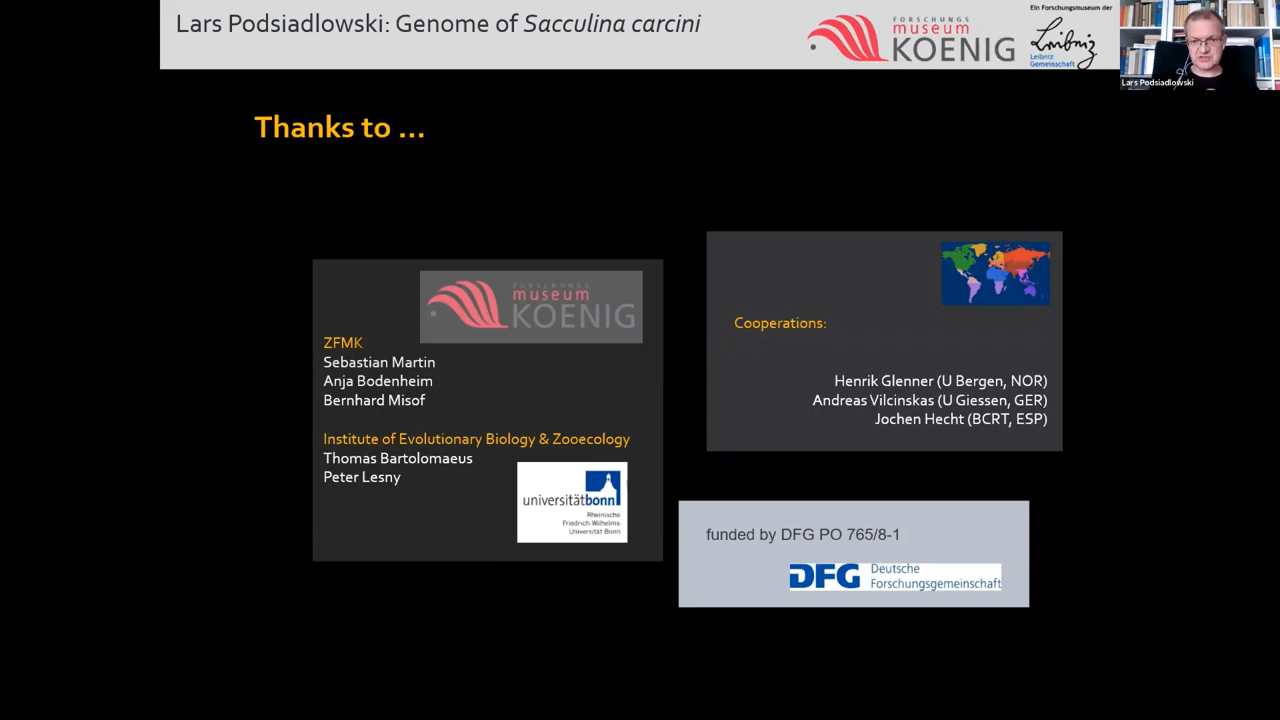 Lars Podsiadlowski: Genome of Sacculina carcini
FORSCHUNGS
museum
KOENIG
Ein Forschungsmuseum der
Leibniz
Leibniz
Gemeinschaft
Lars Podsiadlowski
Thanks to ...
FORSCHUNGS
museum
KOENIG
ZFMK
Sebastian Martin
Anja Bodenheim
Bernhard Misof
Institute of Evolutionary Biology & Zooecology
Thomas Bartolomaeus
Peter Lesny
universitätbonn
Rheinische
Friedrich-Wilhelms-
Universität Bonn
Cooperations:
Henrik Glenner (U Bergen, NOR)
Andreas Vilcinskas (U Giessen, GER)
Jochen Hecht (BCRT, ESP)
funded by DFG PO 765/8-1
DFG Deutsche
Forschungsgemeinschaft